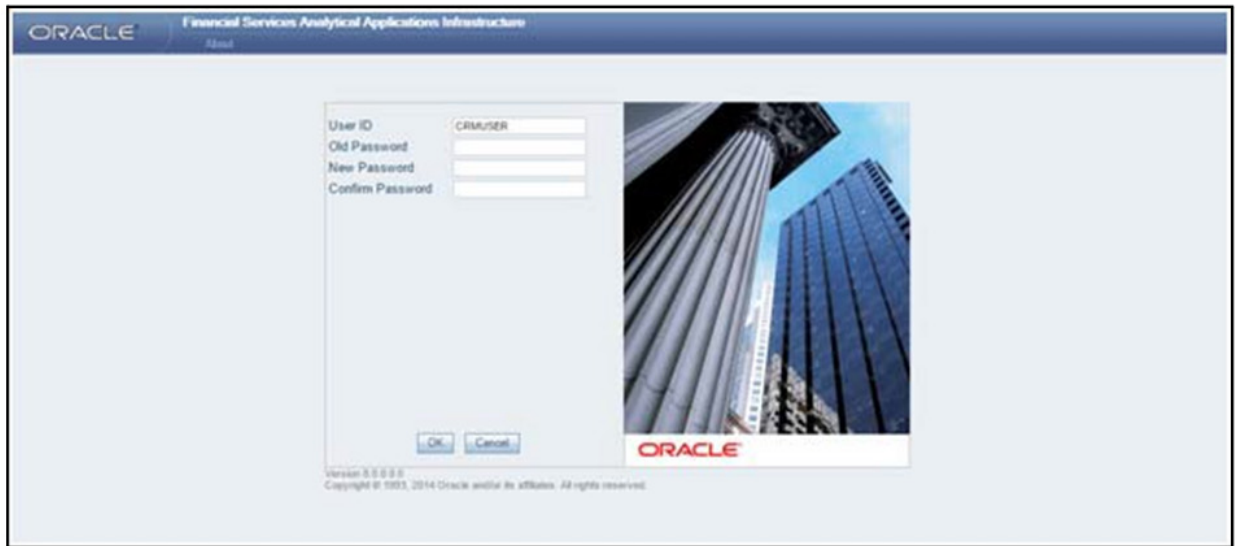 ORACLE
Financial Services Analytical Applications Infrastructure
About
User ID CRMUSER
Old Password
New Password
Confirm Password
OK Cancel
ORACLE
Version 8.0.0.0.0
Copyright © 1993, 2014 Oracle and/or its affiliates. All rights reserved.